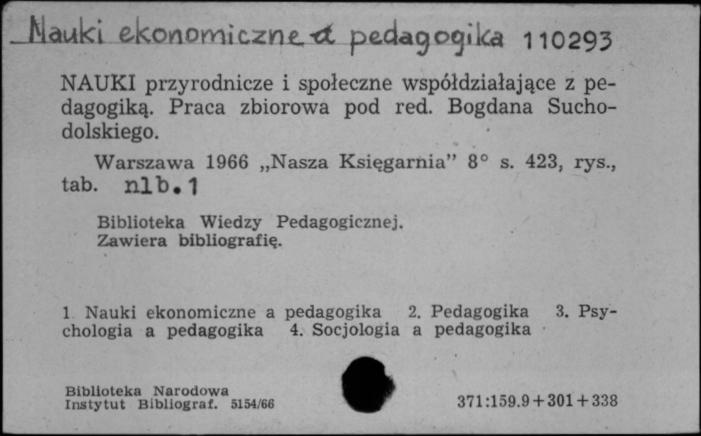 Nauki ekonomiczne a pedagogika 110293
NAUKI przyrodnicze i społeczne współdziałające z pe-
dagogiką. Praca zbiorowa pod red. Bogdana Sucho-
dolskiego.
Warszawa 1966 „Nasza Księgarnia” 8° s. 423, rys.,
tab. nlb. 1
Biblioteka Wiedzy Pedagogicznej.
Zawiera bibliografię.
1 Nauki ekonomiczne a pedagogika 2. Pedagogika 3. Psy-
chologia a pedagogika 4. Socjologia a pedagogika
Biblioteka Narodowa
Instytut Bibliograf. 5154/66
371:159.9+301+338